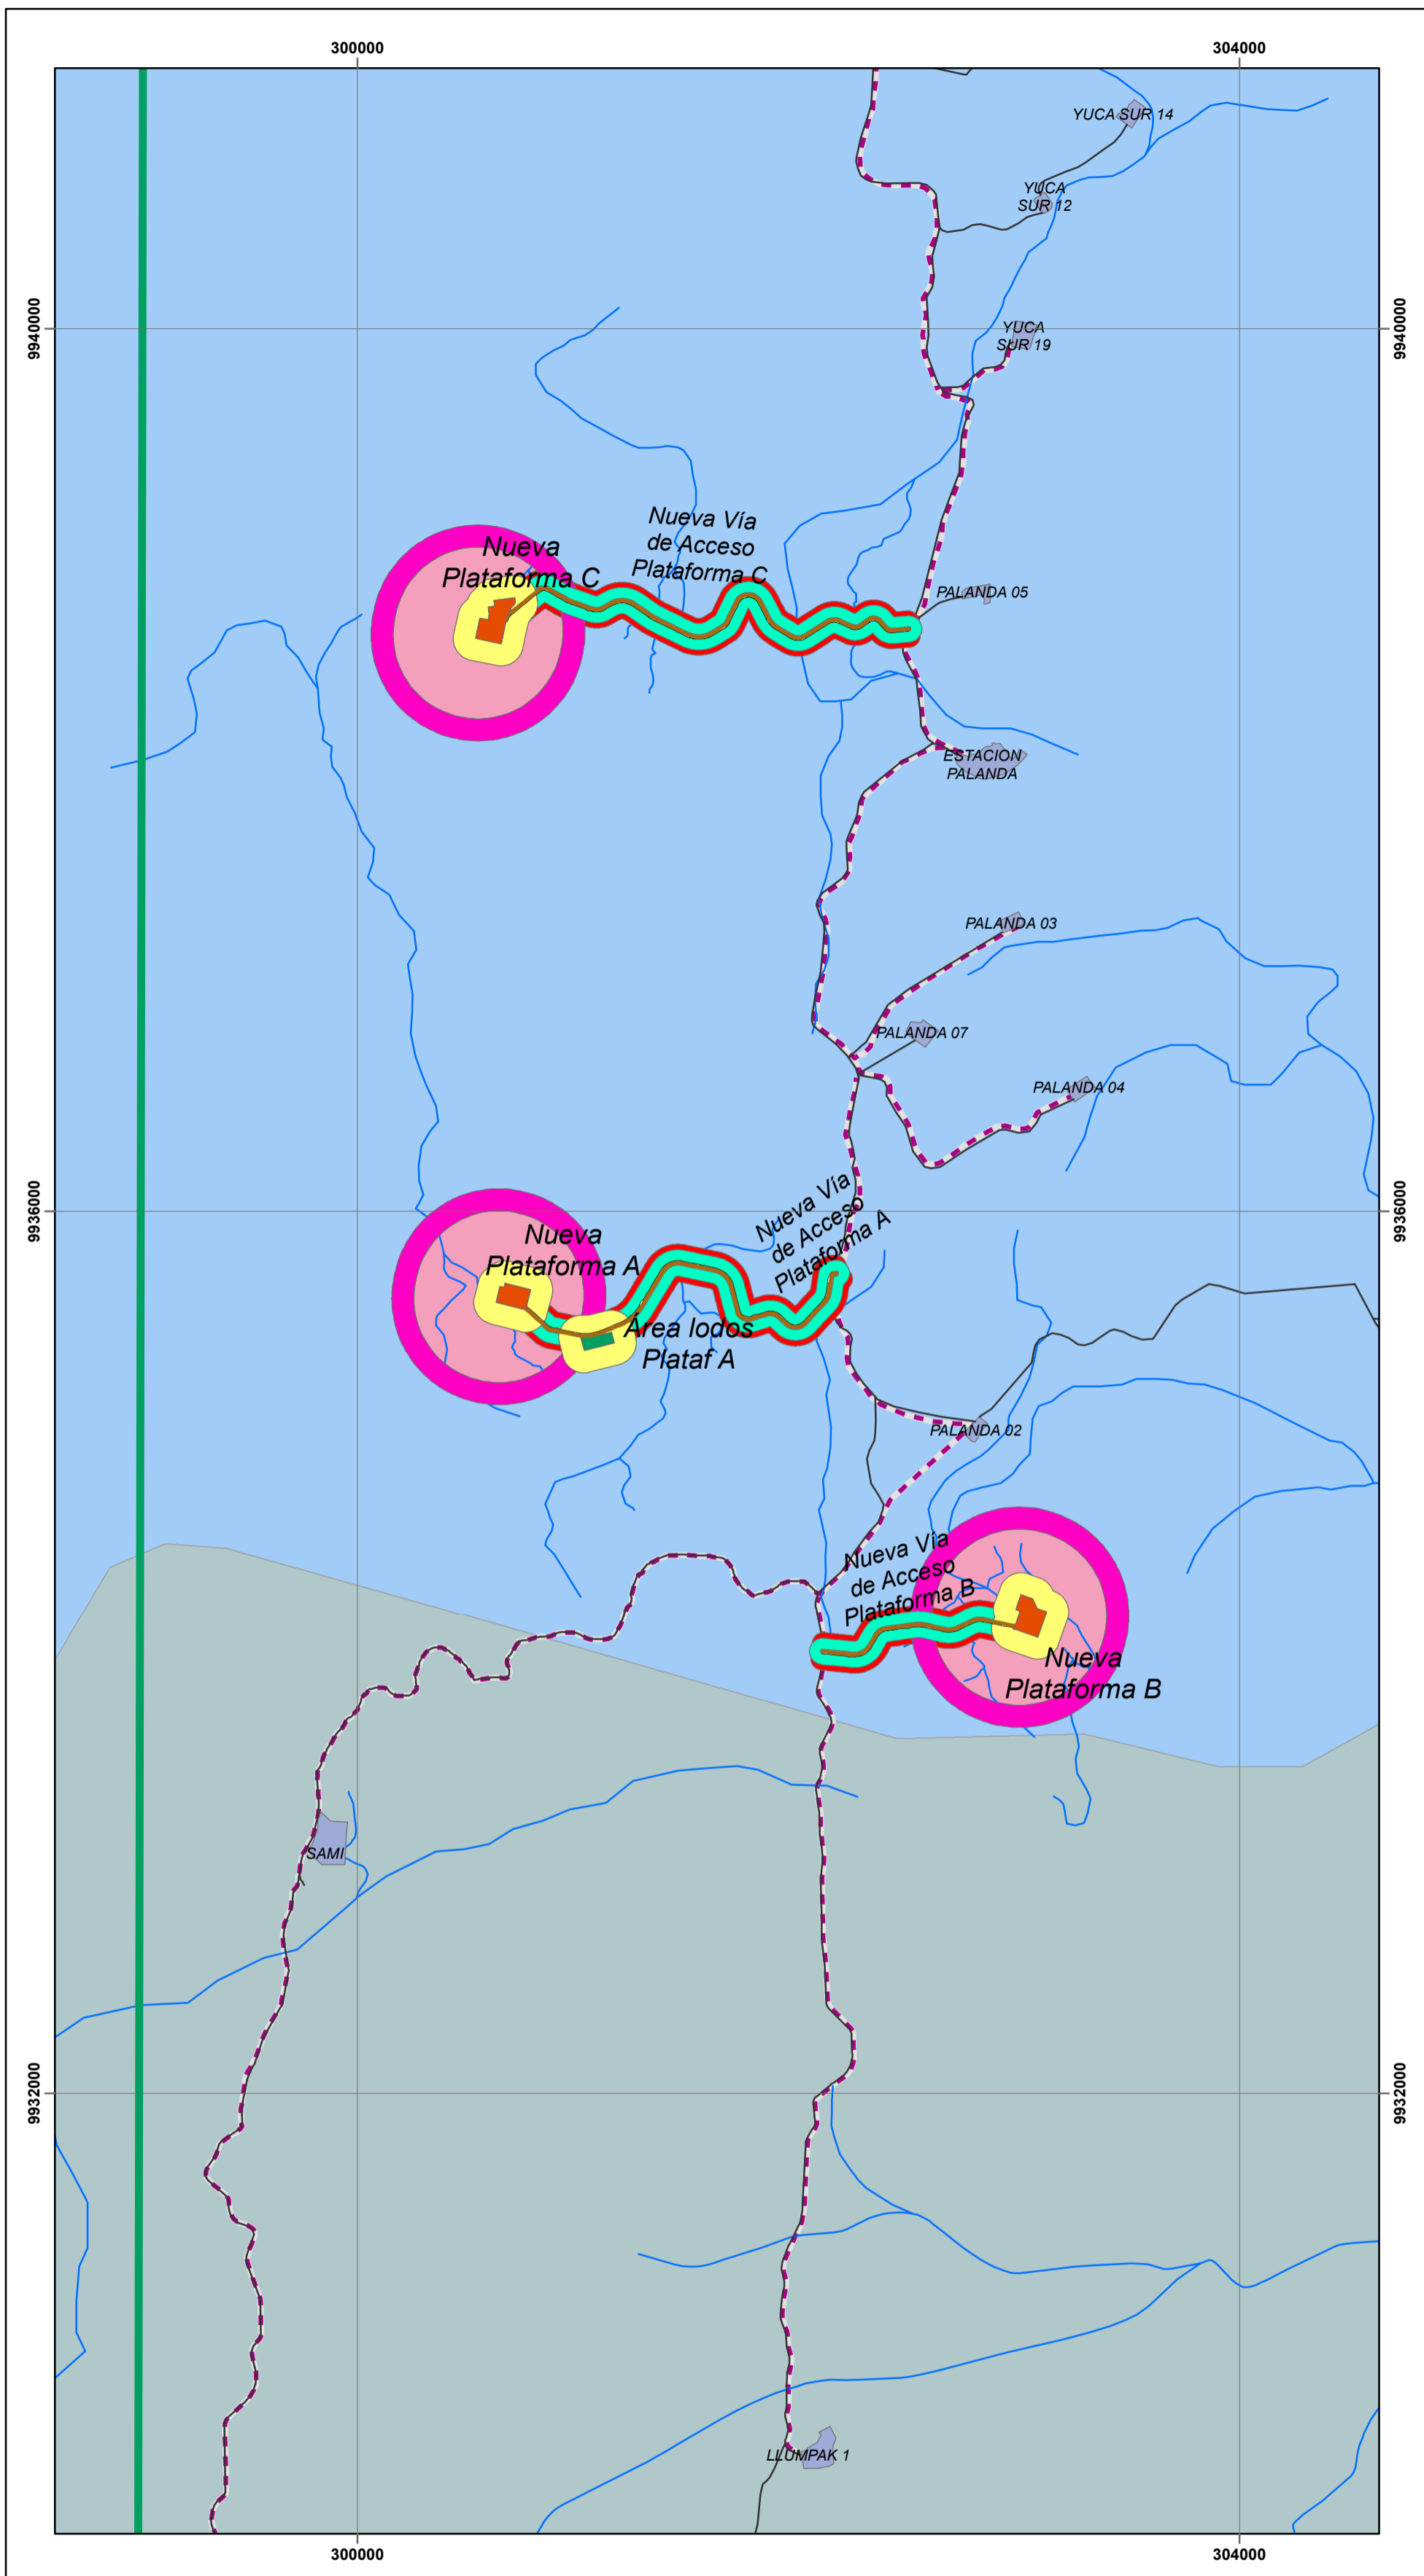 300000
304000
YUCA SUR 14
YUCA
SUR 12
9940000
9940000
YUCA
SUR 19
Nueva Vía
de Acceso
Plataforma C
Nueva
Plataforma C
PALANDA 05
ESTACION
PALANDA
PALANDA 03
PALANDA 07
PALANDA 04
9936000
9936000
Nueva Vía
de Acceso
Plataforma A
Nueva
Plataforma A
Área lodos
Plataf A
PALANDA 02
Nueva Vía
de Acceso
Plataforma B
Nueva
Plataforma B
SAMI
9932000
9932000
LLUMPAK 1
300000
304000